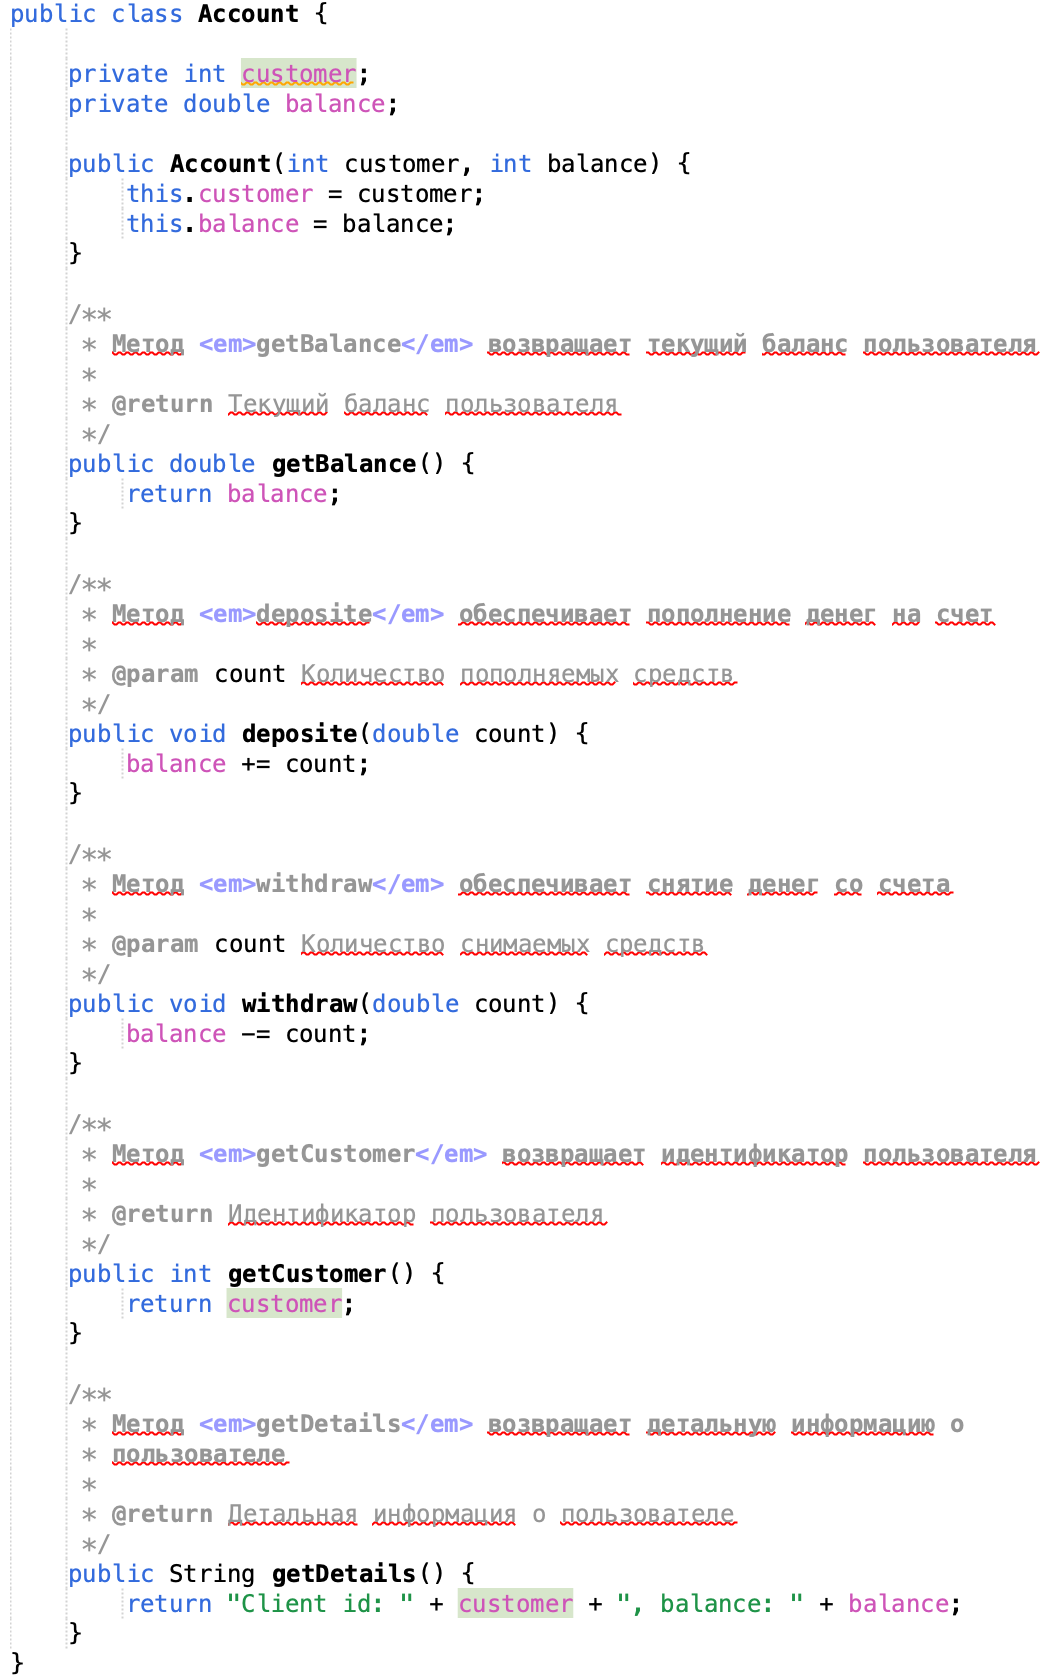 public class Account {
private int customer;
private double balance;
public Account(int customer, int balance) {
this.customer = customer;
this.balance = balance;
}
/**
* Метод <em>getBalance</em> возвращает текущий баланс пользователя
*
* @return Текущий баланс пользователя
*/
public double getBalance() {
return balance;
}
/**
* Метод <em>deposite</em> обеспечивает пополнение денег на счет
*
* @param count Количество пополняемых средств
*/
public void deposite(double count) {
balance += count;
}
/**
* Метод <em>withdraw</em> обеспечивает снятие денег со счета
*
* @param count Количество снимаемых средств
*/
public void withdraw(double count) {
balance -= count;
}
/**
* Метод <em>getCustomer</em> возвращает идентификатор пользователя
*
* @return Идентификатор пользователя
*/
public int getCustomer() {
return customer;
}
/**
* Метод <em>getDetails</em> возвращает детальную информацию о
* пользователе
*
* @return Детальная информация о пользователе
*/
public String getDetails() {
return "Client id: " + customer + ", balance: " + balance;
}
}